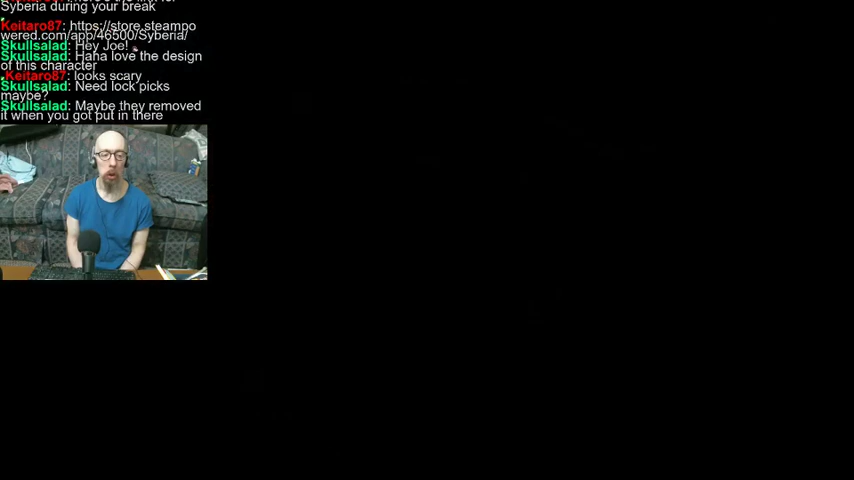 Syberia during your break
Keitaro87: https://store.steampo
wered.com/app/46500/Syberia/
Skullsalad: Hey Joe!
Skullsalad: Haha love the design
of this character
Keitaro87: looks scary
Skullsalad: Need lock picks
maybe?
Skullsalad: Maybe they removed
it when you got put in there